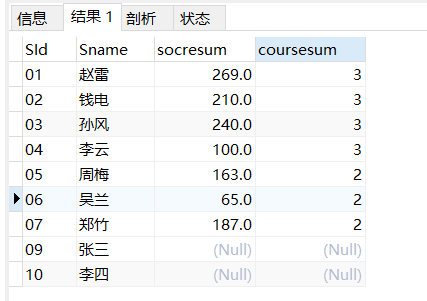 信息 结果 1 剖析 状态
SId Sname socresum coursesum
01 赵雷 269.0 3
02 钱电 210.0 3
03 孙风 240.0 3
04 李云 100.0 3
05 周梅 163.0 2
06 吴兰 65.0 2
07 郑竹 187.0 2
09 张三 (Null) (Null)
10 李四 (Null) (Null)